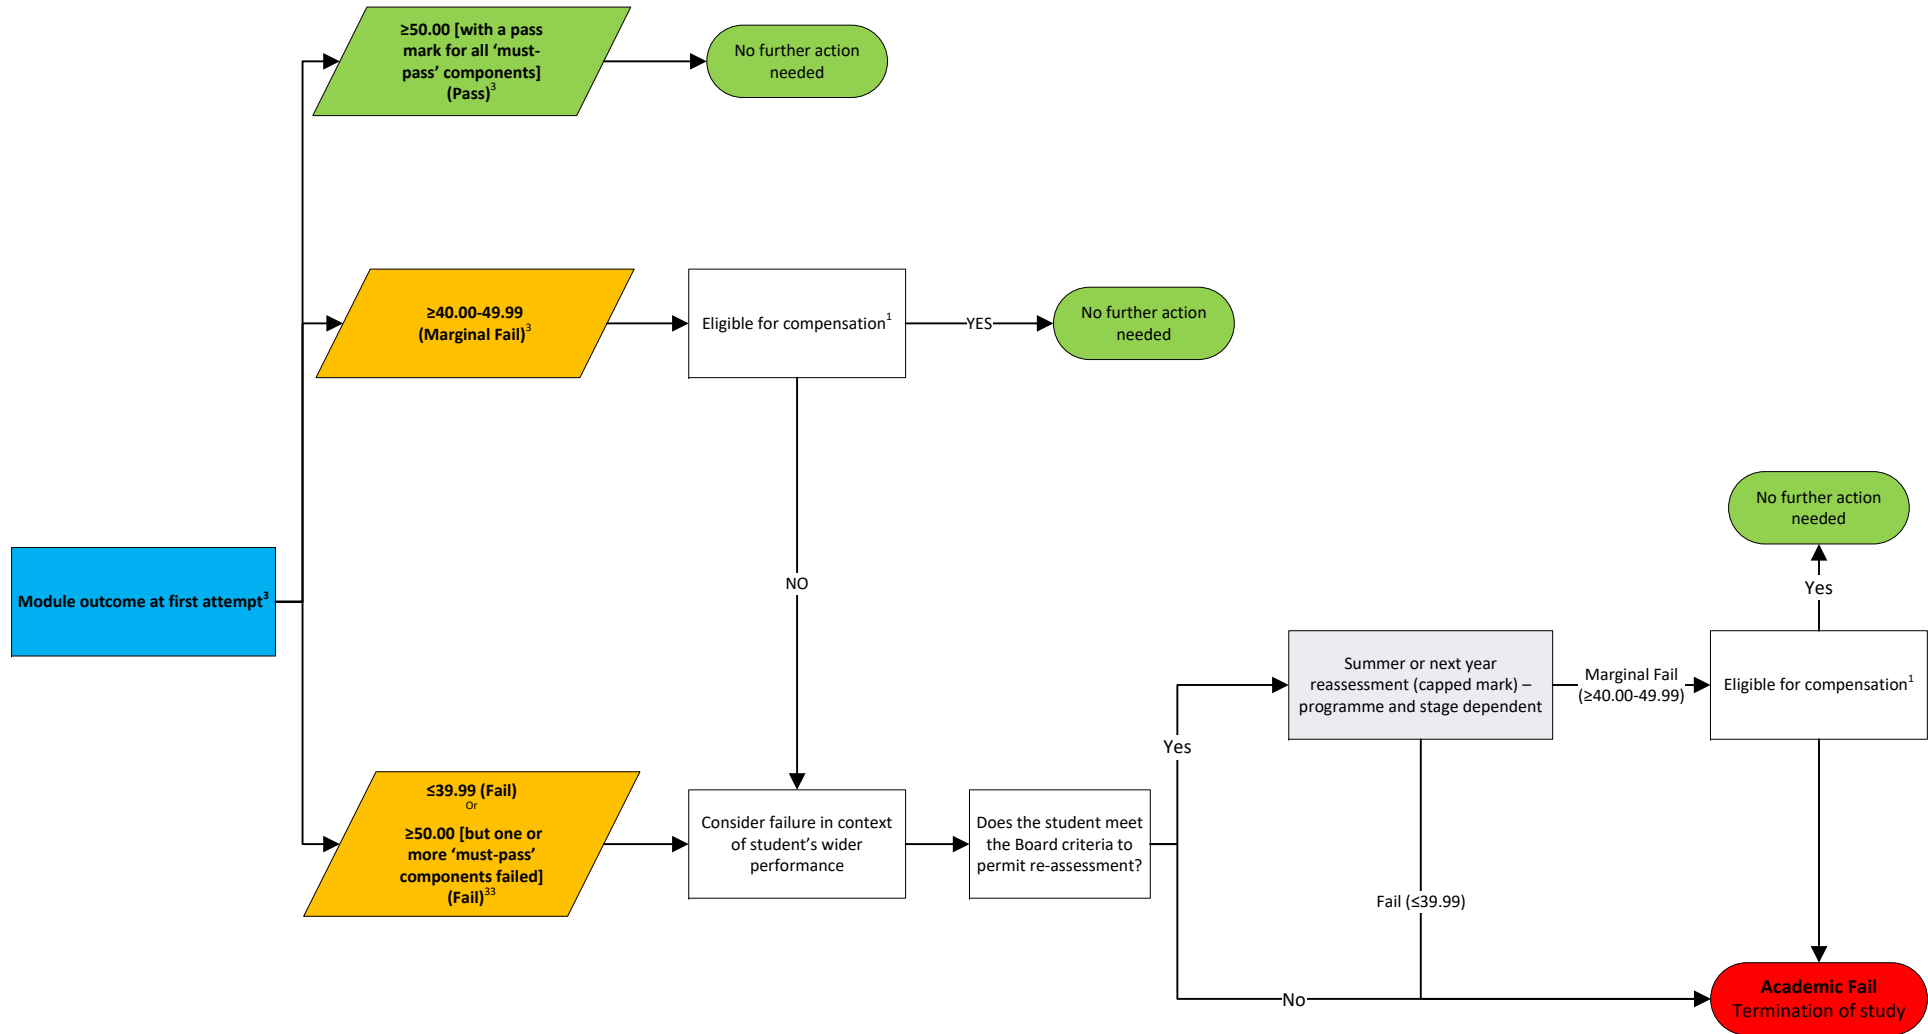 ≥50.00 [with a pass
mark for all ‘must-
pass’ components]
(Pass)3
No further action
needed
≥40.00-49.99
(Marginal Fail)3
Eligible for compensation1
YES
No further action
needed
NO
Module outcome at first attempt3
≤39.99 (Fail)
Or
≥50.00 [but one or
more ‘must-pass’
components failed]
(Fail)33
Consider failure in context
of student’s wider
performance
Does the student meet
the Board criteria to
permit re-assessment?
Yes
No
Summer or next year
reassessment (capped mark) –
programme and stage dependent
Marginal Fail
(≥40.00-49.99)
Fail (≤39.99)
Eligible for compensation1
Yes
No further action
needed
Academic Fail
Termination of study